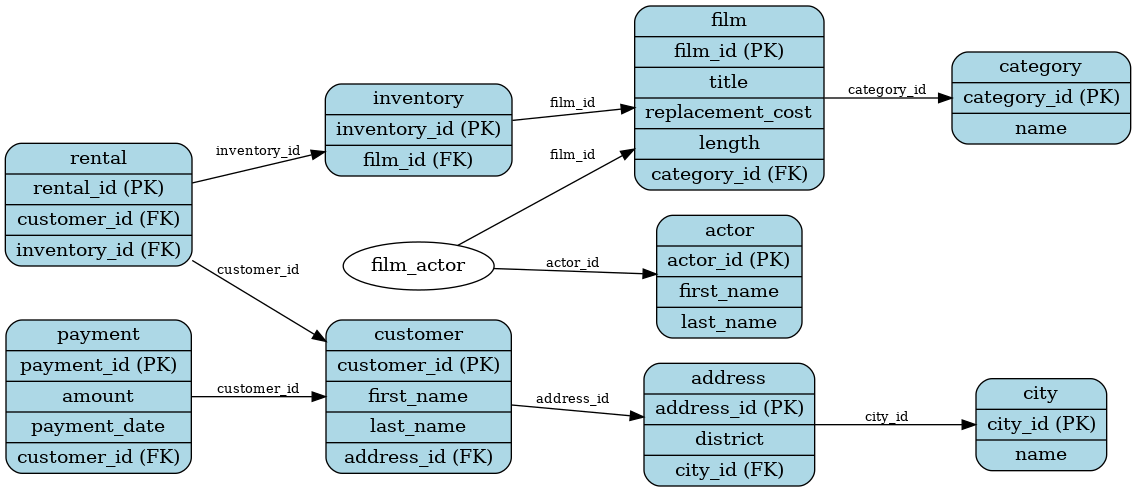 film
film_id (PK)
title
replacement_cost
length
category_id (FK)
category
category_id (PK)
name
category_id
inventory
inventory_id (PK)
film_id (FK)
film_id
film_id
rental
rental_id (PK)
customer_id (FK)
inventory_id (FK)
inventory_id
customer_id
film_actor
actor_id
actor
actor_id (PK)
first_name
last_name
payment
payment_id (PK)
amount
payment_date
customer_id (FK)
customer_id
customer
customer_id (PK)
first_name
last_name
address_id (FK)
address_id
address
address_id (PK)
district
city_id (FK)
city_id
city
city_id (PK)
name